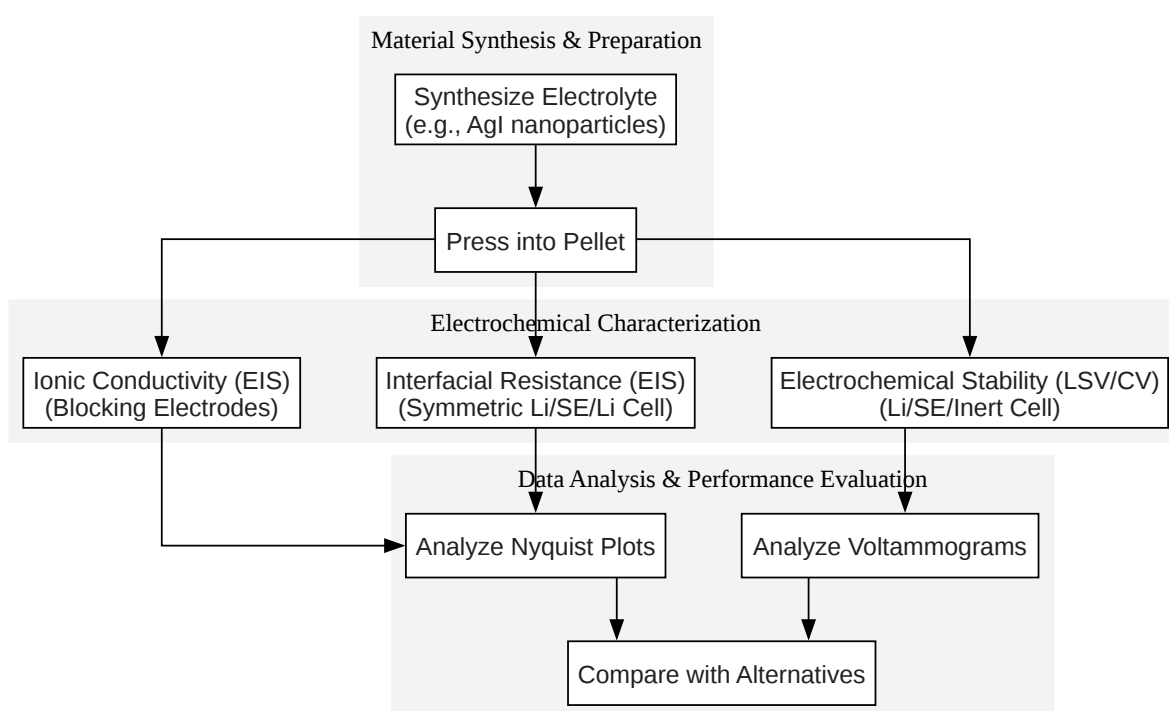 Material Synthesis & Preparation
Synthesize Electrolyte
(e.g., AgI nanoparticles)
Press into Pellet
Electrochemical Characterization
Ionic Conductivity (EIS)
(Blocking Electrodes)
Interfacial Resistance (EIS)
(Symmetric Li/SE/Li Cell)
Electrochemical Stability (LSV/CV)
(Li/SE/Inert Cell)
Data Analysis & Performance Evaluation
Analyze Nyquist Plots
Analyze Voltammograms
Compare with Alternatives